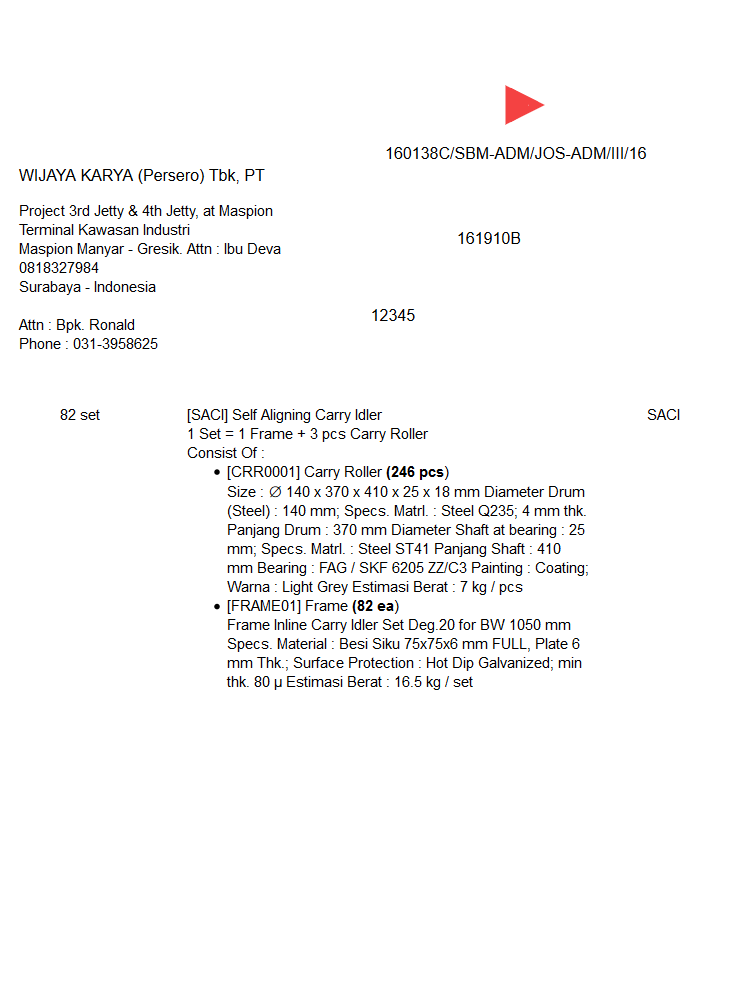 160138C/SBM-ADM/JOS-ADM/III/16
WIJAYA KARYA (Persero) Tbk, PT
Project 3rd Jetty & 4th Jetty, at Maspion
Terminal Kawasan Industri
Maspion Manyar - Gresik. Attn : Ibu Deva
0818327984
Surabaya - Indonesia
161910B
12345
Attn : Bpk. Ronald
Phone : 031-3958625
82 set [SACI] Self Aligning Carry Idler SACI
1 Set = 1 Frame + 3 pcs Carry Roller
Consist Of :
• [CRR0001] Carry Roller (246 pcs)
Size : ∅ 140 x 370 x 410 x 25 x 18 mm Diameter Drum
(Steel) : 140 mm; Specs. Matrl. : Steel Q235; 4 mm thk.
Panjang Drum : 370 mm Diameter Shaft at bearing : 25
mm; Specs. Matrl. : Steel ST41 Panjang Shaft : 410
mm Bearing : FAG / SKF 6205 ZZ/C3 Painting : Coating;
Warna : Light Grey Estimasi Berat : 7 kg / pcs
• [FRAME01] Frame (82 ea)
Frame Inline Carry Idler Set Deg.20 for BW 1050 mm
Specs. Material : Besi Siku 75x75x6 mm FULL, Plate 6
mm Thk.; Surface Protection : Hot Dip Galvanized; min
thk. 80 µ Estimasi Berat : 16.5 kg / set